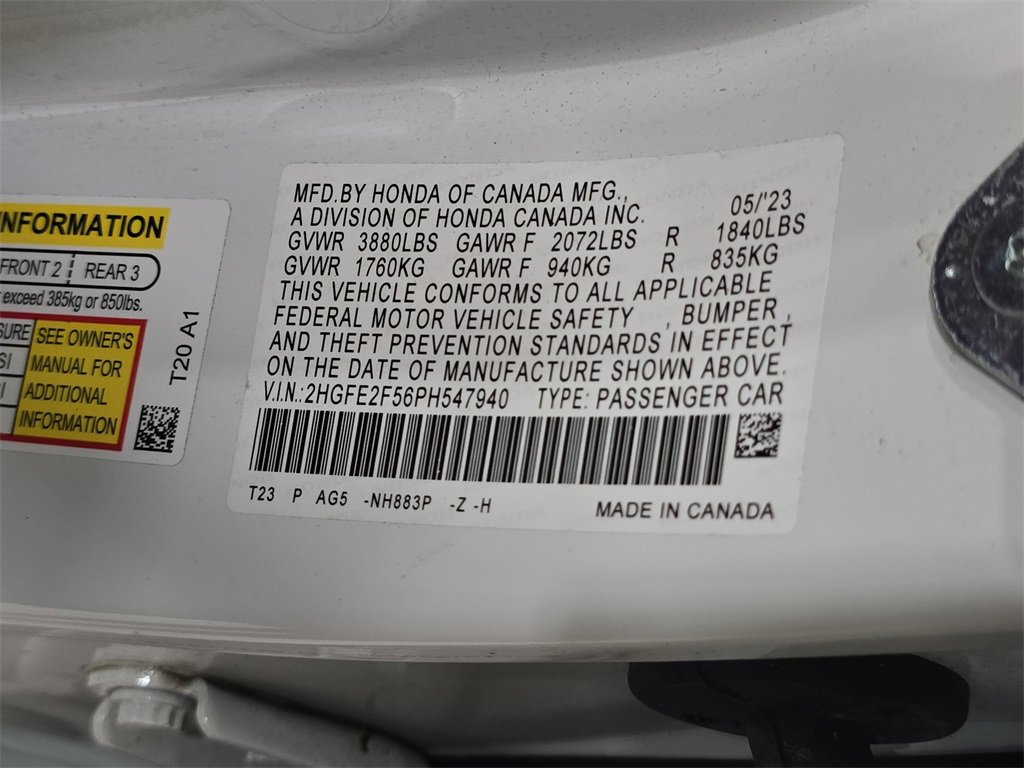 INFORMATION
FRONT 2 REAR 3
exceed 385kg or 850lbs.
SURE
SI
SEE OWNER'S
MANUAL FOR
ADDITIONAL
INFORMATION
T20 A1
MFD.BY HONDA OF CANADA MFG.,
A DIVISION OF HONDA CANADA INC. 05/'23
GVWR 3880LBS GAWR F 2072LBS R 1840LBS
GVWR 1760KG GAWR F 940KG R 835KG
THIS VEHICLE CONFORMS TO ALL APPLICABLE
FEDERAL MOTOR VEHICLE SAFETY , BUMPER ,
AND THEFT PREVENTION STANDARDS IN EFFECT
ON THE DATE OF MANUFACTURE SHOWN ABOVE.
V.I.N.:2HGFE2F56PH547940 TYPE: PASSENGER CAR
T23 P AG5 -NH883P -Z -H
MADE IN CANADA